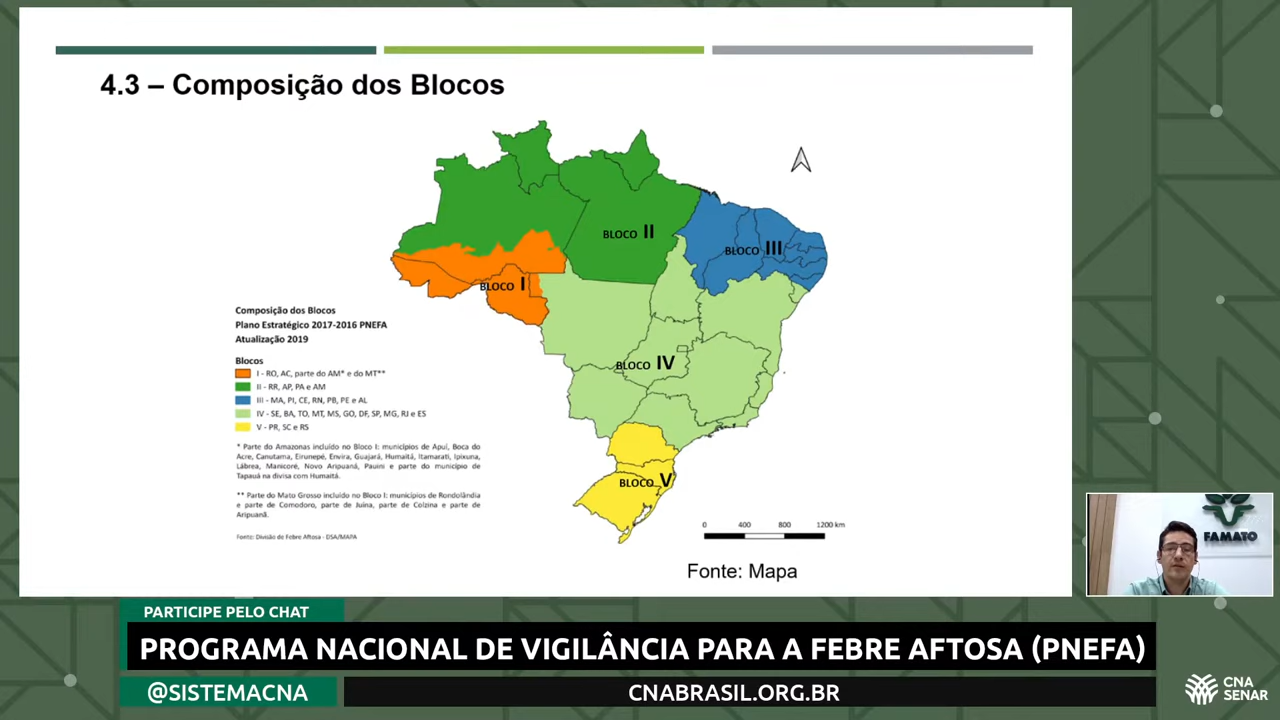 4.3 – Composição dos Blocos
BLOCO II
BLOCO III
BLOCO I
BLOCO IV
BLOCO V
Composição dos Blocos
Plano Estratégico 2017-2016 PNEFA
Atualização 2019
Blocos
I - RO, AC, parte do AM* e do MT**
II - RR, AP, PA e AM
III - MA, PI, CE, RN, PB, PE e AL
IV - SE, BA, TO, MT, MS, GO, DF, SP, MG, RJ e ES
V - PR, SC e RS
* Parte do Amazonas incluído no Bloco I: municípios de Apuí, Boca do
Acre, Canutama, Eirunepé, Envira, Guajará, Humaitá, Itamarati, Ipixuna,
Lábrea, Manicoré, Novo Aripuanã, Pauini e parte do município de
Tapauá na divisa com Humaitá.
** Parte do Mato Grosso incluído no Bloco I: municípios de Rondolândia
e parte de Comodoro, parte de Juína, parte de Colniza e parte de
Aripuanã.
Fonte: Divisão de Febre Aftosa - DSA/MAPA
0 400 800 1200 km
Fonte: Mapa
FAMATO
PARTICIPE PELO CHAT
PROGRAMA NACIONAL DE VIGILÂNCIA PARA A FEBRE AFTOSA (PNEFA)
@SISTEMACNA
CNABRASIL.ORG.BR
CNA
SENAR